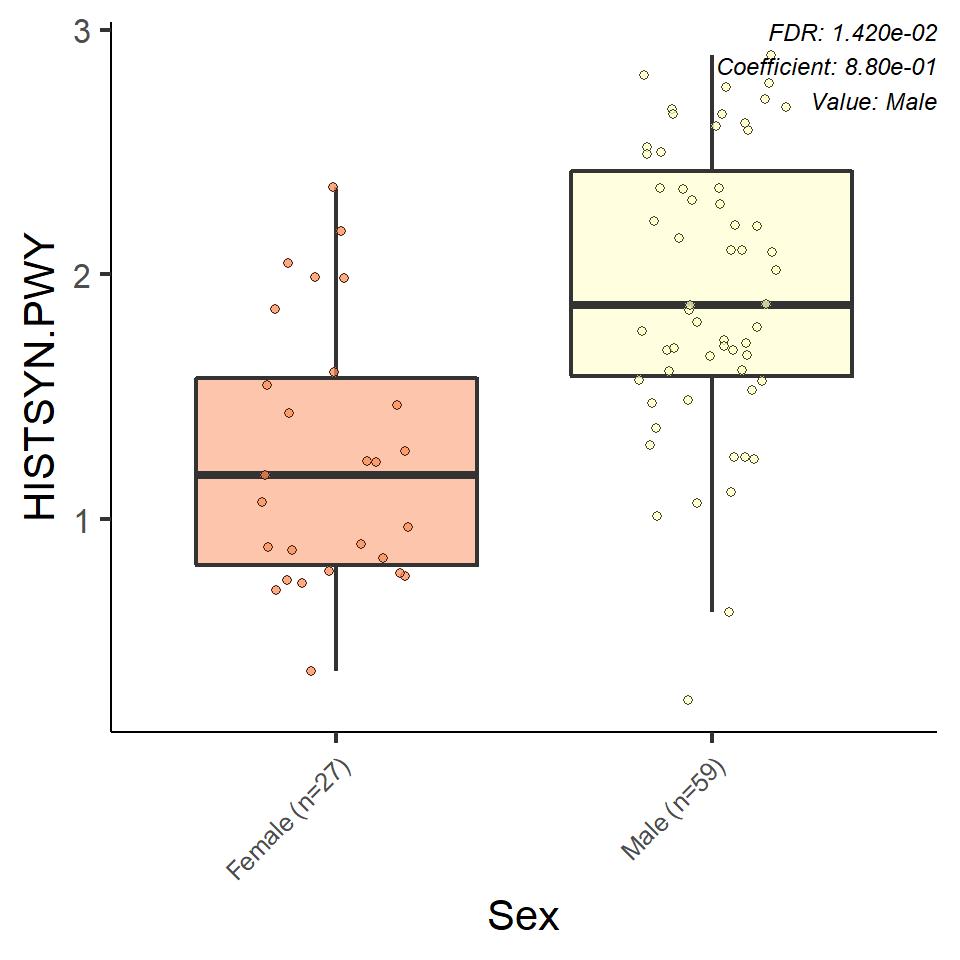 FDR: 1.420e-02
Coefficient: 8.80e-01
Value: Male
3
2
1
HISTSYN.PWY
Female (n=27)
Male (n=59)
Sex